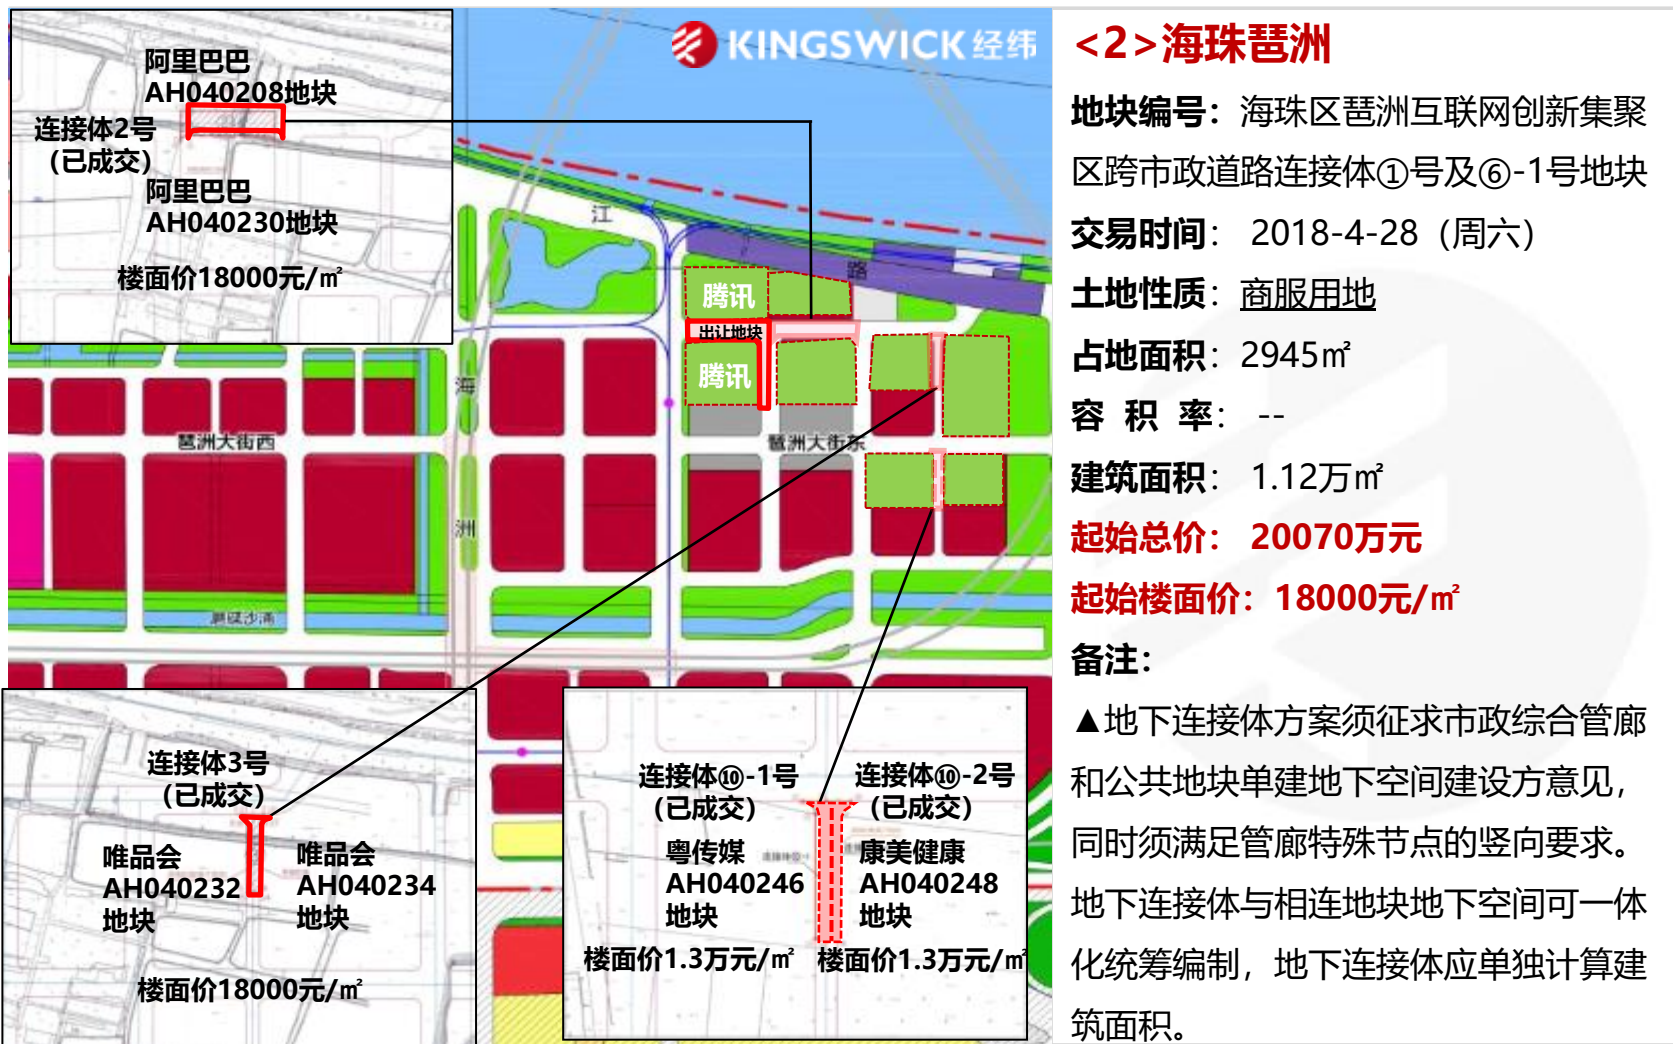 阿里巴巴
AH040208地块
连接体2号
(已成交)
阿里巴巴
AH040230地块
楼面价18000元/㎡
KINGSWICK 经纬
江
路
腾讯
出让地块
腾讯
海
洲
琶洲大街西
琶洲大街东
连接体3号
(已成交)
唯品会
AH040232
地块
唯品会
AH040234
地块
楼面价18000元/㎡
连接体⑩-1号
(已成交)
粤传媒
AH040246
地块
楼面价1.3万元/㎡
连接体⑩-2号
(已成交)
康美健康
AH040248
地块
楼面价1.3万元/㎡
<2>海珠琶洲
地块编号：海珠区琶洲互联网创新集聚
区跨市政道路连接体①号及⑥-1号地块
交易时间： 2018-4-28（周六）
土地性质：商服用地
占地面积：2945㎡
容 积 率： --
建筑面积： 1.12万㎡
起始总价： 20070万元
起始楼面价：18000元/㎡
备注：
▲地下连接体方案须征求市政综合管廊
和公共地块单建地下空间建设方意见，
同时须满足管廊特殊节点的竖向要求。
地下连接体与相连地块地下空间可一体
化统筹编制，地下连接体应单独计算建
筑面积。